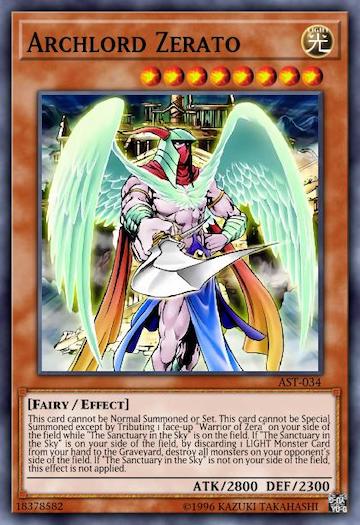 ARCHLORD ZERATO
LIGHT
光
AST-034
[FAIRY / EFFECT]
This card cannot be Normal Summoned or Set. This card cannot be Special
Summoned except by Tributing 1 face-up "Warrior of Zera" on your side of
the field while "The Sanctuary in the Sky" is on the field. If "The Sanctuary
in the Sky" is on your side of the field, by discarding 1 LIGHT Monster Card
from your hand to the Graveyard, destroy all monsters on your opponent's
side of the field. If "The Sanctuary in the Sky" is not on your side of the field,
this effect is not applied.
ATK/2800 DEF/2300
18378582
©1996 KAZUKI TAKAHASHI